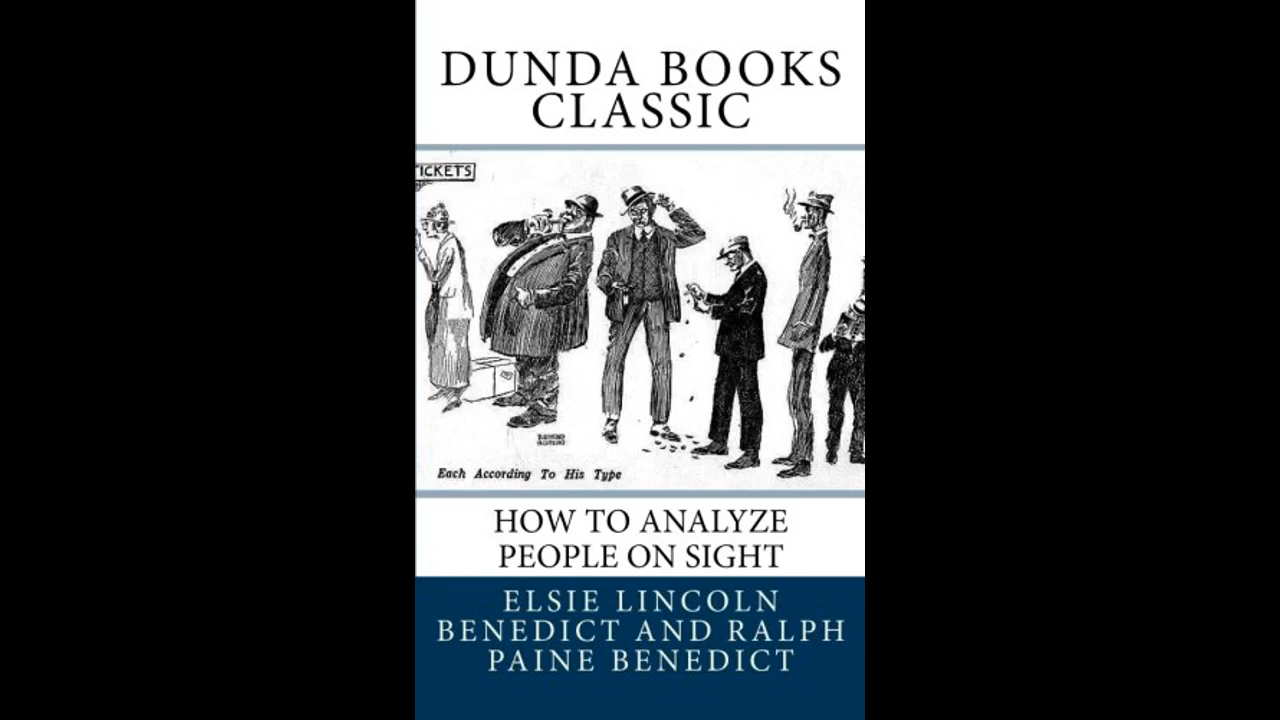 DUNDA BOOKS
CLASSIC
TICKETS
Each According To His Type
HOW TO ANALYZE
PEOPLE ON SIGHT
ELSIE LINCOLN
BENEDICT AND RALPH
PAINE BENEDICT